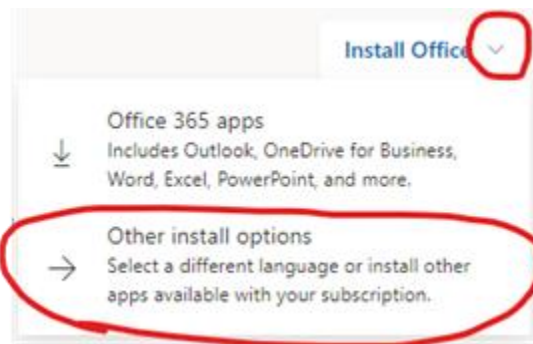 Install Office
Office 365 apps
Includes Outlook, OneDrive for Business,
Word, Excel, PowerPoint, and more.
Other install options
Select a different language or install other
apps available with your subscription.